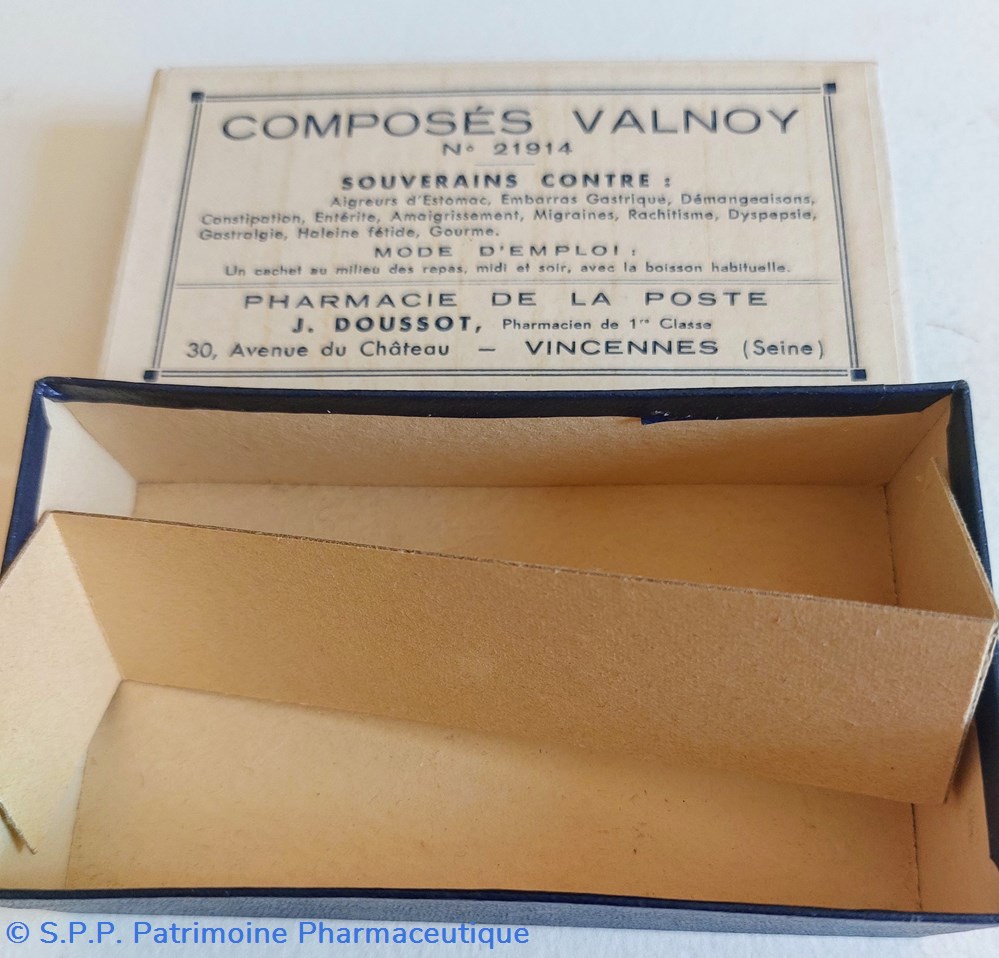 COMPOSÉS VALNOY
N° 21914
SOUVERAINS CONTRE :
Aigreurs d'Estomac, Embarras Gastrique, Démangeaisons,
Constipation, Entérite, Amaigrissement, Migraines, Rachitisme, Dyspepsie,
Gastralgie, Haleine fétide, Gourme.
MODE D'EMPLOI :
Un cachet au milieu des repas, midi et soir, avec la boisson habituelle.
PHARMACIE DE LA POSTE
J. DOUSSOT, Pharmacien de 1re Classe
30, Avenue du Château — VINCENNES (Seine)
© S.P.P. Patrimoine Pharmaceutique